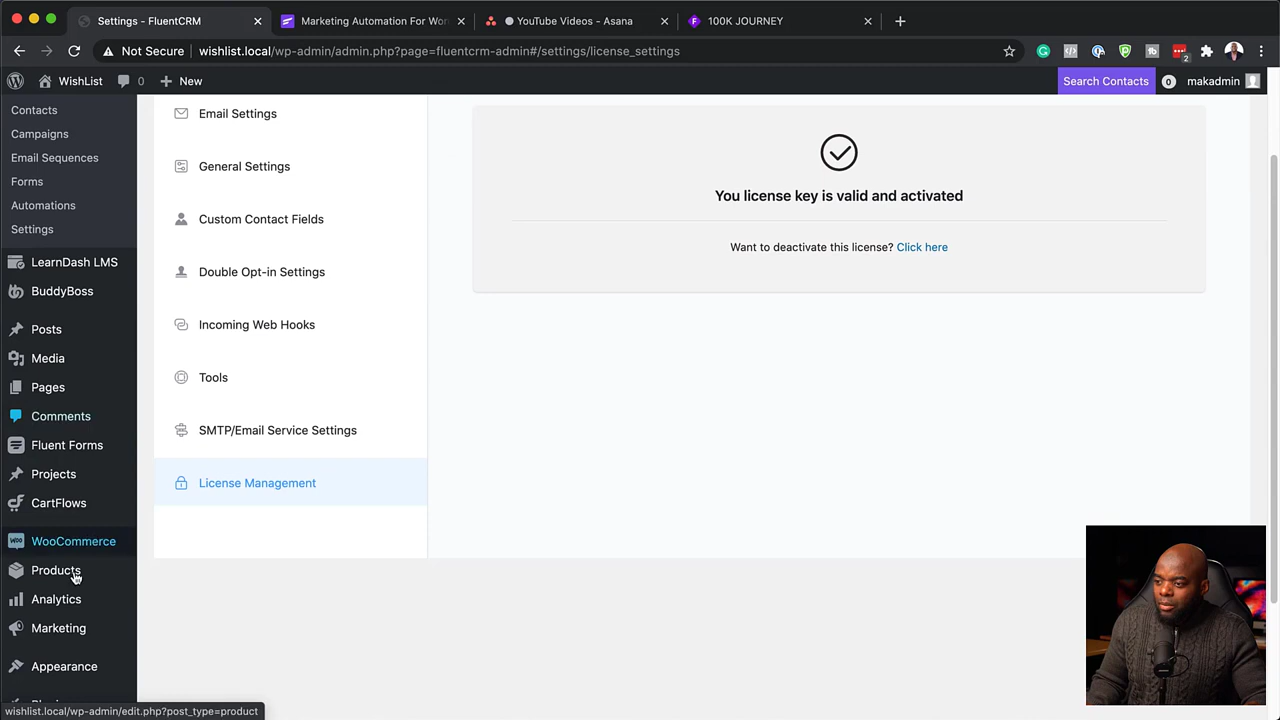 Settings - FluentCRM
Marketing Automation For Wor
YouTube Videos - Asana
100K JOURNEY
Not Secure
wishlist.local/wp-admin/admin.php?page=fluentcrm-admin#/settings/license_settings
2
WishList
0
New
Search Contacts
0
makadmin
Contacts
Campaigns
Email Sequences
Forms
Automations
Settings
LearnDash LMS
BuddyBoss
Posts
Media
Pages
Comments
Fluent Forms
Projects
CartFlows
WooCommerce
Products
Analytics
Marketing
Appearance
Email Settings
General Settings
Custom Contact Fields
Double Opt-in Settings
Incoming Web Hooks
Tools
SMTP/Email Service Settings
License Management
You license key is valid and activated
Want to deactivate this license? Click here
wishlist.local/wp-admin/edit.php?post_type=product